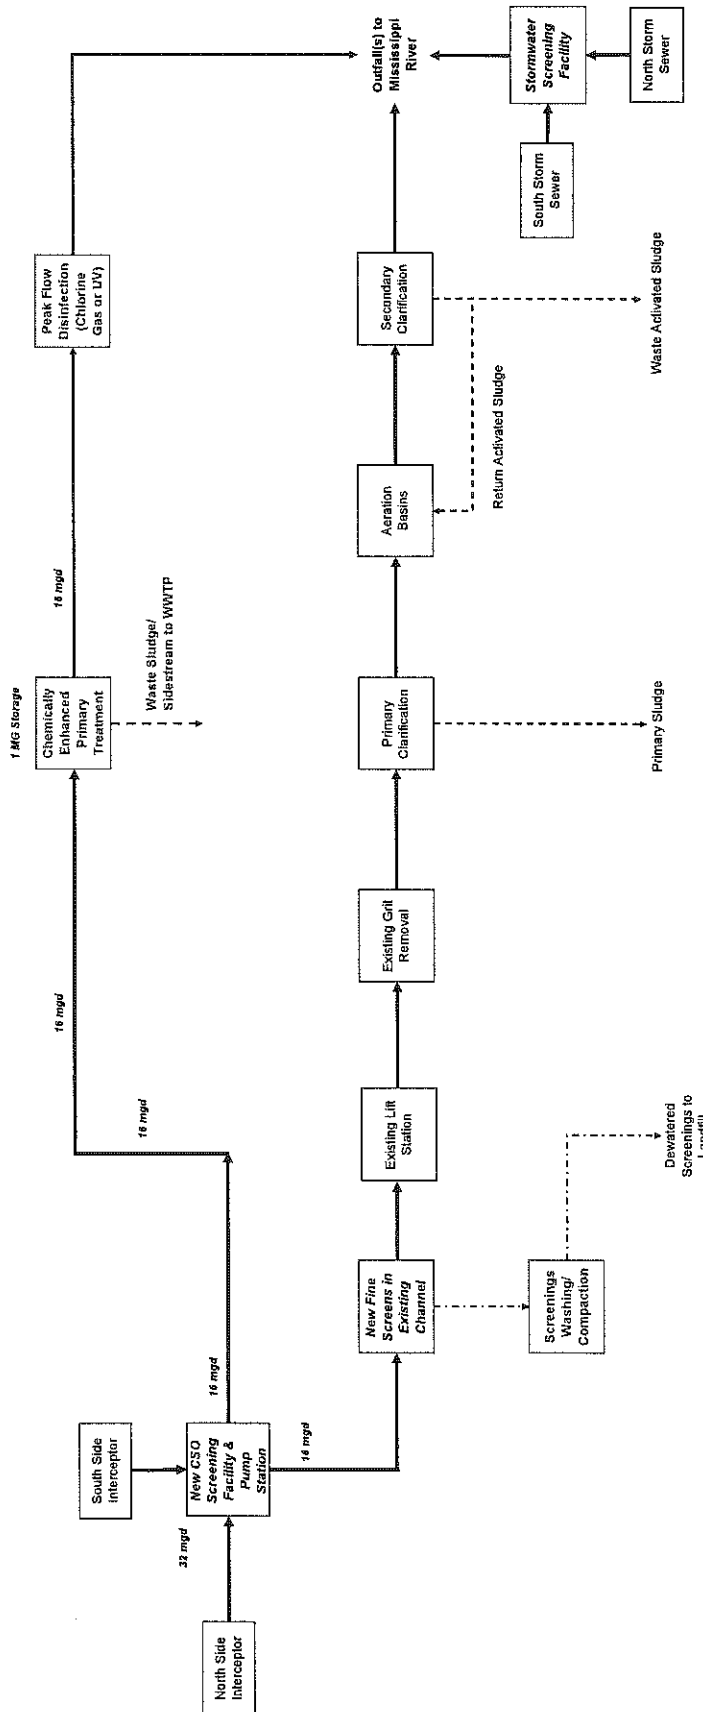 1 MG Storage
Chemically
Enhanced
Primary
Treatment
16 mgd
Peak Flow
Disinfection
(Chlorine
Gas or UV)
Waste Sludge/
Sidestream to WWTP
16 mgd
16 mgd
16 mgd
South Side
Interceptor
32 mgd
North Side
Interceptor
New CSO
Screening
Facility &
Pump
Station
16 mgd
New Fine
Screens in
Existing
Channel
Screenings
Washing/
Compaction
Dewatered
Screenings to
Landfill
Existing Lift
Station
Existing Grit
Removal
Primary
Clarification
Primary Sludge
Aeration
Basins
Return Activated Sludge
Secondary
Clarification
Waste Activated Sludge
Outfall(s) to
Mississippi
River
Stormwater
Screening
Facility
South Storm
Sewer
North Storm
Sewer